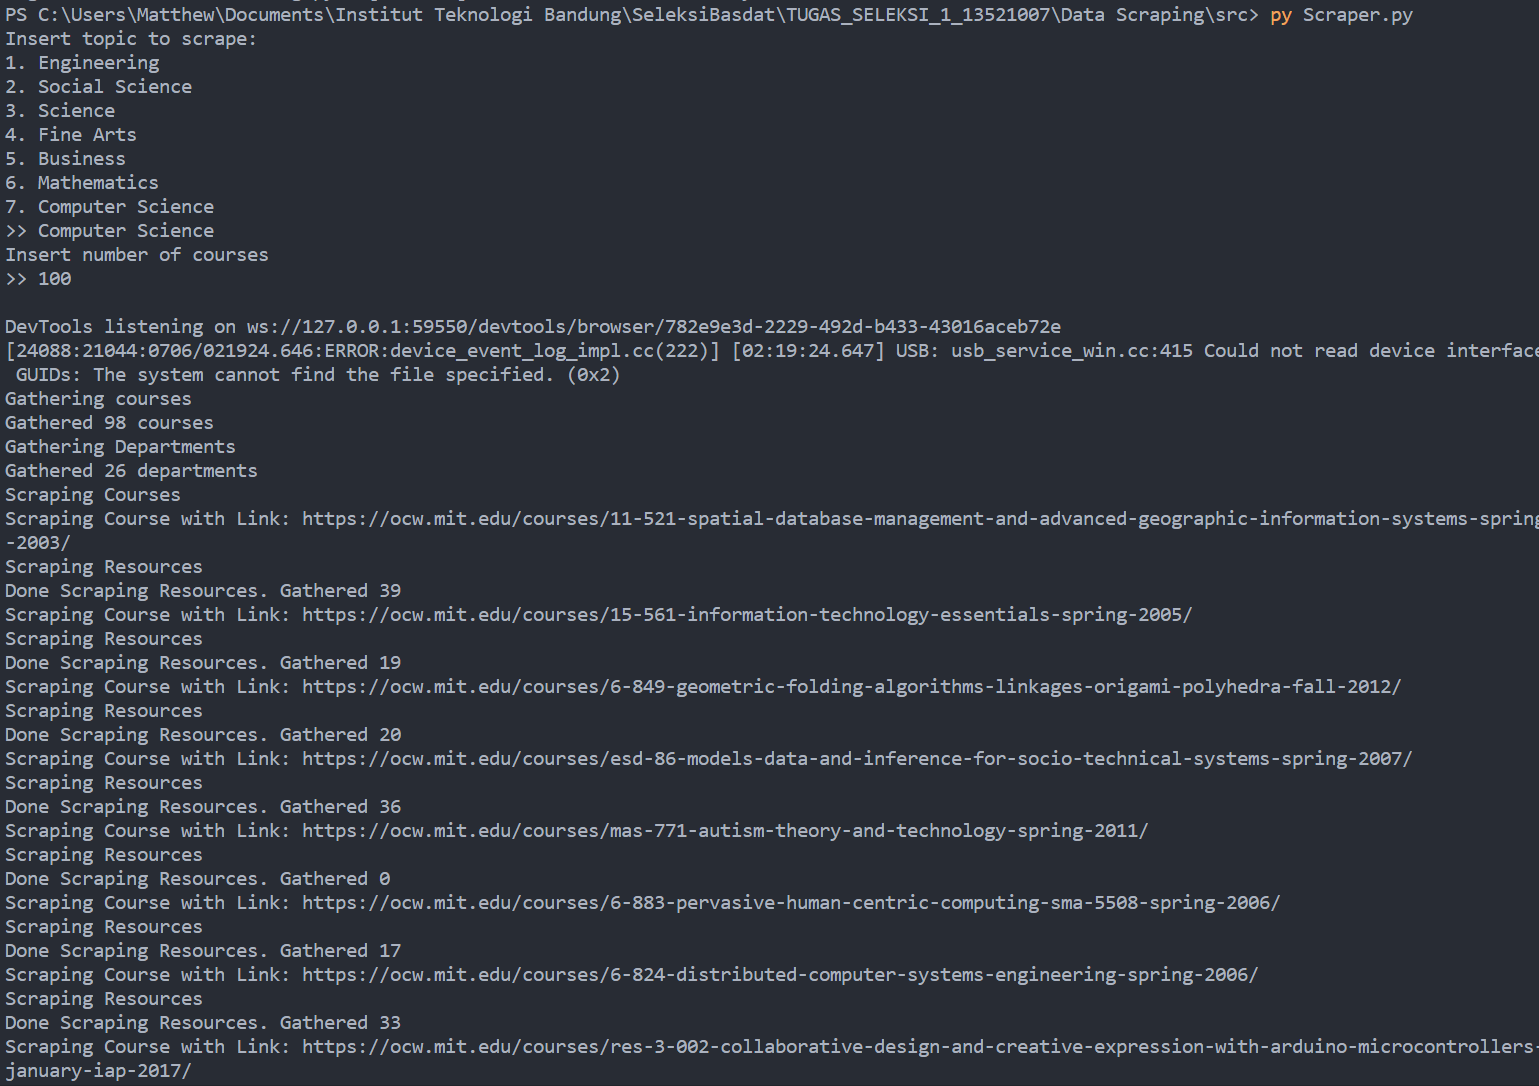 PS C:\Users\Matthew\Documents\Institut Teknologi Bandung\SeleksiBasdat\TUGAS_SELEKSI_1_13521007\Data Scraping\src> py Scraper.py
Insert topic to scrape:
1. Engineering
2. Social Science
3. Science
4. Fine Arts
5. Business
6. Mathematics
7. Computer Science
>> Computer Science
Insert number of courses
>> 100
DevTools listening on ws://127.0.0.1:59550/devtools/browser/782e9e3d-2229-492d-b433-43016aceb72e
[24088:21044:0706/021924.646:ERROR:device_event_log_impl.cc(222)] [02:19:24.647] USB: usb_service_win.cc:415 Could not read device interface
GUIDs: The system cannot find the file specified. (0x2)
Gathering courses
Gathered 98 courses
Gathering Departments
Gathered 26 departments
Scraping Courses
Scraping Course with Link: https://ocw.mit.edu/courses/11-521-spatial-database-management-and-advanced-geographic-information-systems-spring
-2003/
Scraping Resources
Done Scraping Resources. Gathered 39
Scraping Course with Link: https://ocw.mit.edu/courses/15-561-information-technology-essentials-spring-2005/
Scraping Resources
Done Scraping Resources. Gathered 19
Scraping Course with Link: https://ocw.mit.edu/courses/6-849-geometric-folding-algorithms-linkages-origami-polyhedra-fall-2012/
Scraping Resources
Done Scraping Resources. Gathered 20
Scraping Course with Link: https://ocw.mit.edu/courses/esd-86-models-data-and-inference-for-socio-technical-systems-spring-2007/
Scraping Resources
Done Scraping Resources. Gathered 36
Scraping Course with Link: https://ocw.mit.edu/courses/mas-771-autism-theory-and-technology-spring-2011/
Scraping Resources
Done Scraping Resources. Gathered 0
Scraping Course with Link: https://ocw.mit.edu/courses/6-883-pervasive-human-centric-computing-sma-5508-spring-2006/
Scraping Resources
Done Scraping Resources. Gathered 17
Scraping Course with Link: https://ocw.mit.edu/courses/6-824-distributed-computer-systems-engineering-spring-2006/
Scraping Resources
Done Scraping Resources. Gathered 33
Scraping Course with Link: https://ocw.mit.edu/courses/res-3-002-collaborative-design-and-creative-expression-with-arduino-microcontrollers-
january-iap-2017/